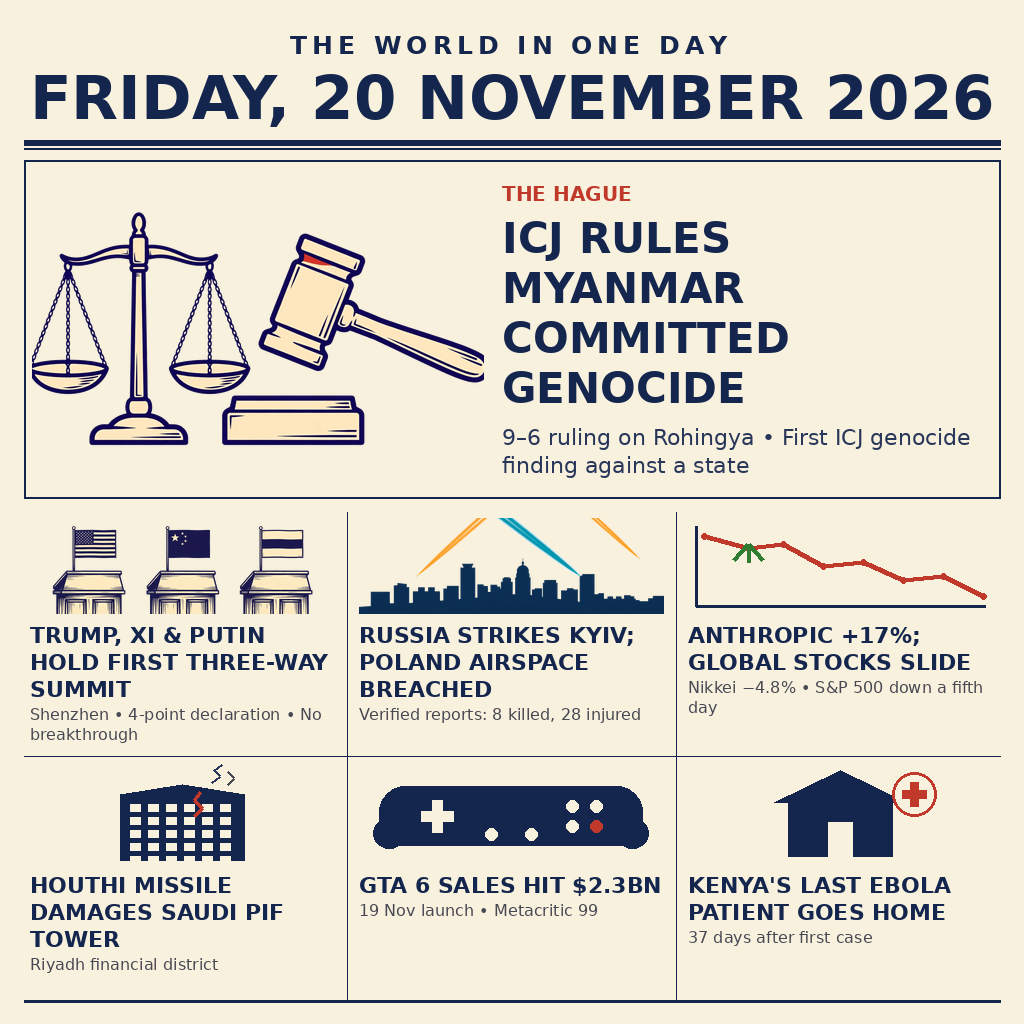 THE WORLD IN ONE DAY
FRIDAY, 20 NOVEMBER 2026
THE HAGUE
ICJ RULES
MYANMAR
COMMITTED
GENOCIDE
9–6 ruling on Rohingya • First ICJ genocide
finding against a state
TRUMP, XI & PUTIN
HOLD FIRST THREE-WAY
SUMMIT
Shenzhen • 4-point declaration • No
breakthrough
RUSSIA STRIKES KYIV;
POLAND AIRSPACE
BREACHED
Verified reports: 8 killed, 28 injured
ANTHROPIC +17%;
GLOBAL STOCKS SLIDE
Nikkei −4.8% • S&P 500 down a fifth
day
HOUTHI MISSILE
DAMAGES SAUDI PIF
TOWER
Riyadh financial district
GTA 6 SALES HIT $2.3BN
19 Nov launch • Metacritic 99
KENYA'S LAST EBOLA
PATIENT GOES HOME
37 days after first case